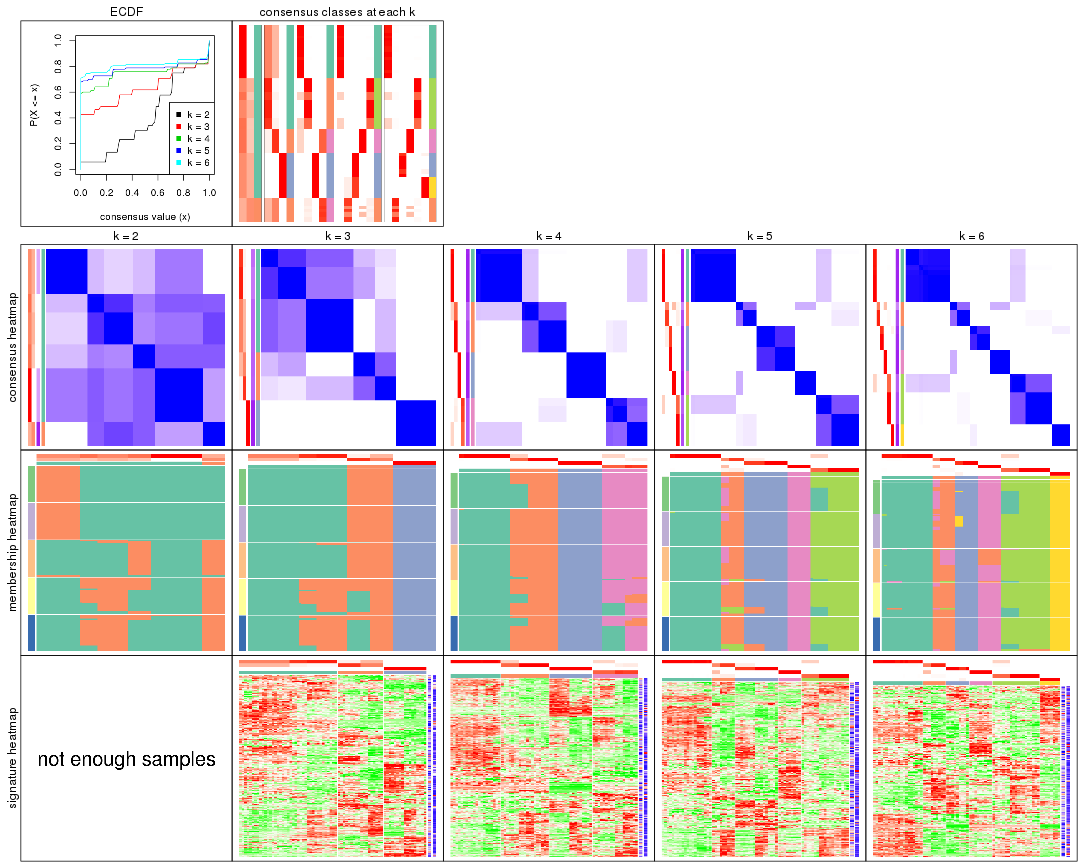 ECDF
consensus classes at each k
P(X <= x)
1.0
0.8
0.6
0.4
0.2
0.0
k = 2
k = 3
k = 4
k = 5
k = 6
0.0 0.2 0.4 0.6 0.8 1.0
consensus value (x)
k = 2 k = 3 k = 4 k = 5 k = 6
consensus heatmap
membership heatmap
signature heatmap
not enough samples